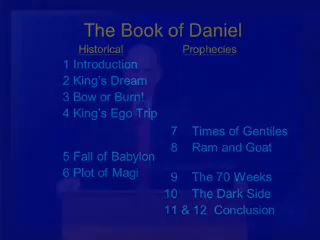 The Book of Daniel
Historical Prophecies
1 Introduction
2 King's Dream
3 Bow or Burn!
4 King's Ego Trip
7 Times of Gentiles
8 Ram and Goat
5 Fall of Babylon
6 Plot of Magi
9 The 70 Weeks
10 The Dark Side
11 & 12 Conclusion